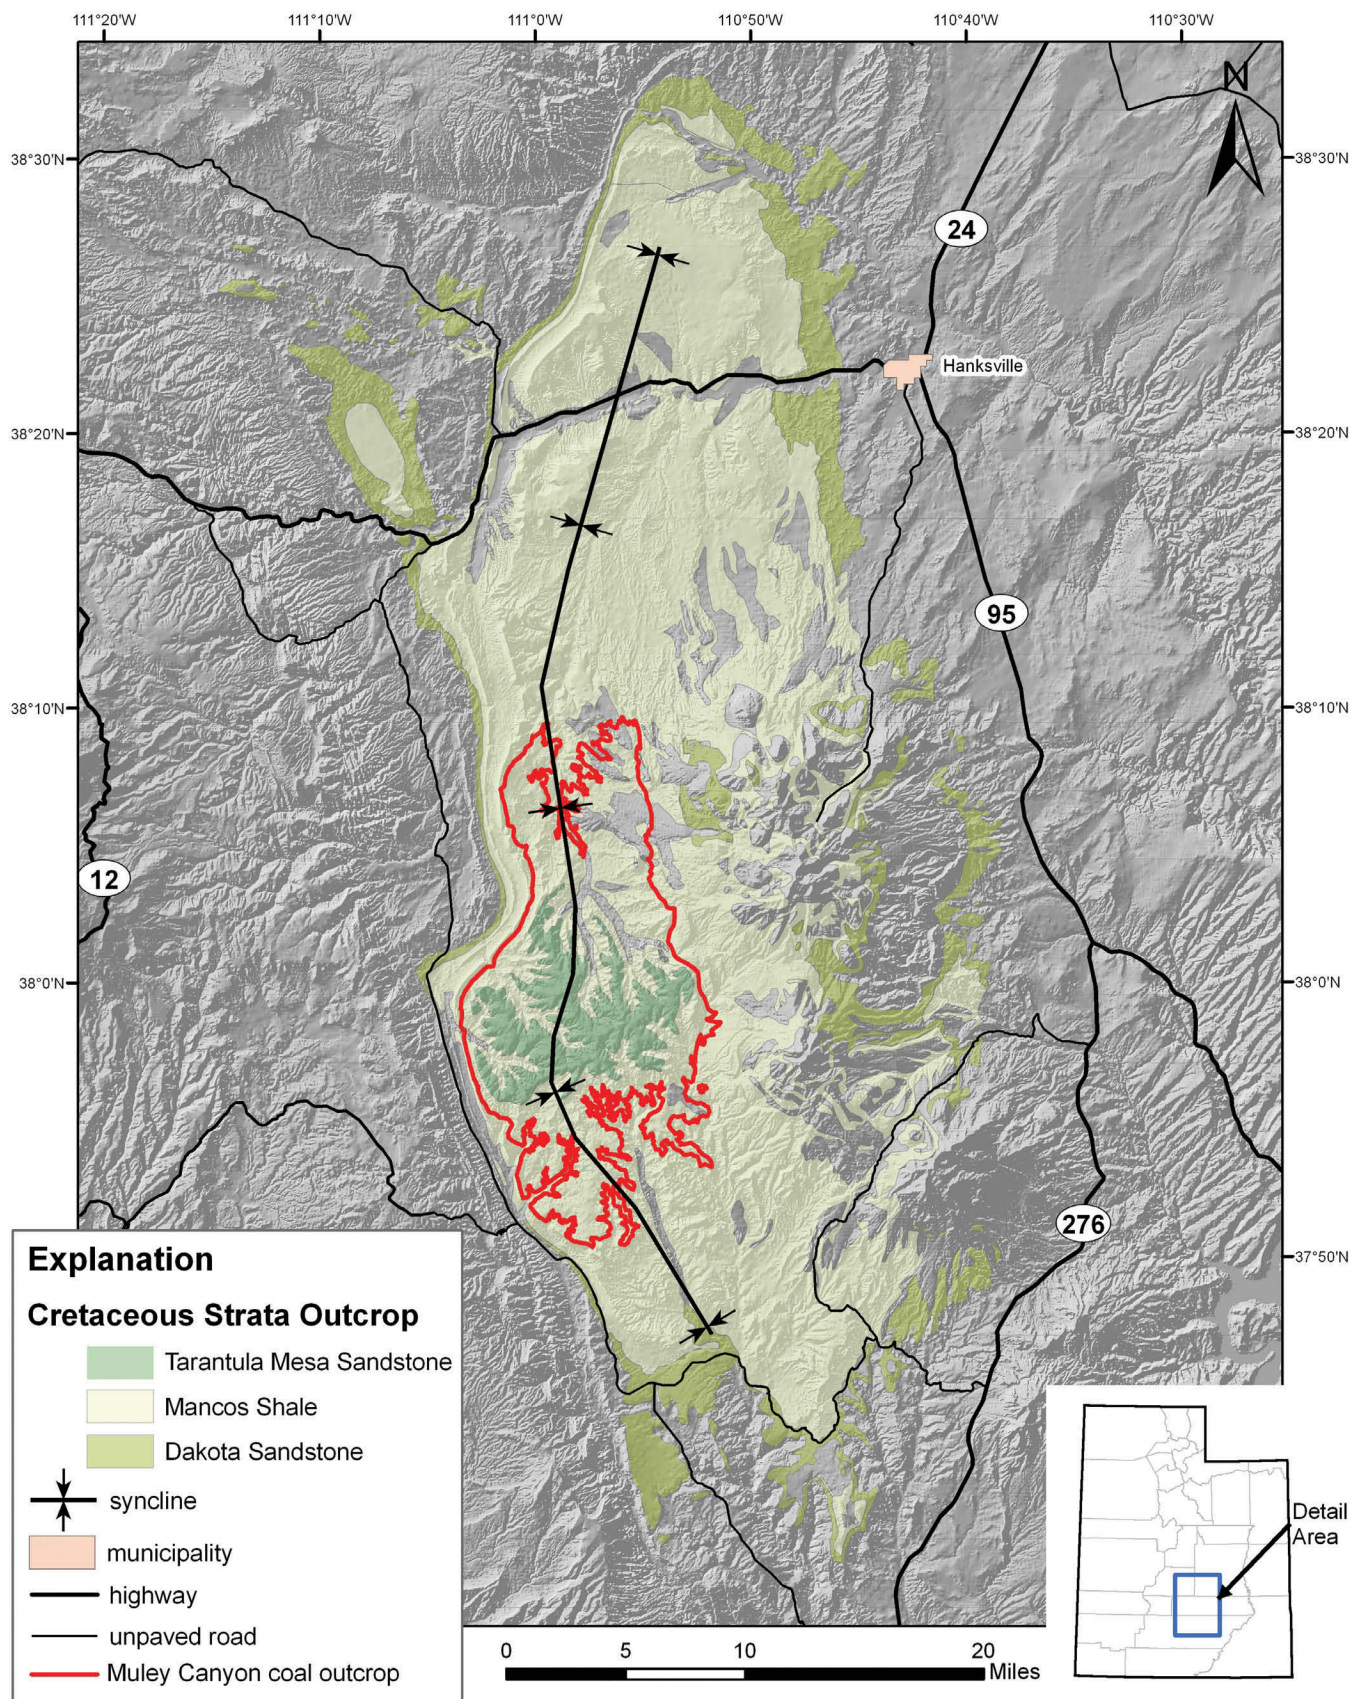 111°20'W
111°10'W
111°0'W
110°50'W
110°40'W
110°30'W
N
38°30'N
38°30'N
24
Hanksville
38°20'N
38°20'N
95
38°10'N
38°10'N
12
38°0'N
38°0'N
276
37°50'N
Explanation
Cretaceous Strata Outcrop
Tarantula Mesa Sandstone
Mancos Shale
Dakota Sandstone
syncline
municipality
highway
unpaved road
Muley Canyon coal outcrop
0
5
10
20
Miles
Detail
Area